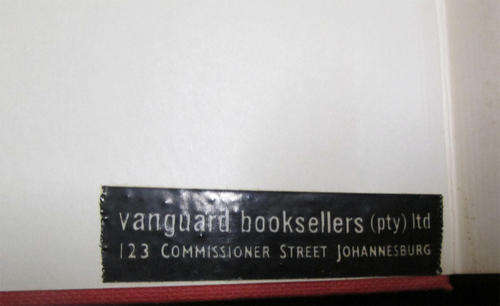 vanguard booksellers (pty) ltd
123 COMMISSIONER STREET JOHANNESBURG